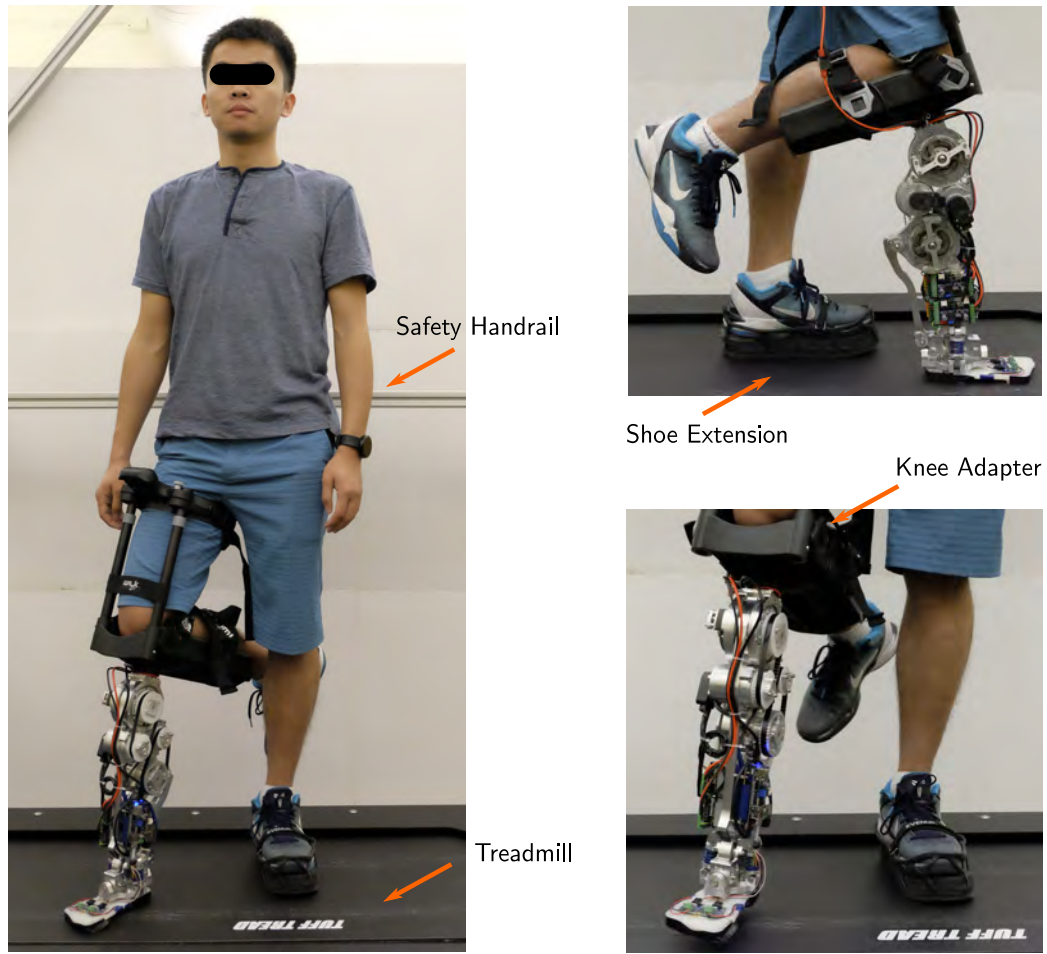 Safety Handrail
Treadmill
TUFF TREAD
Shoe Extension
Knee Adapter
TUFF TREAD